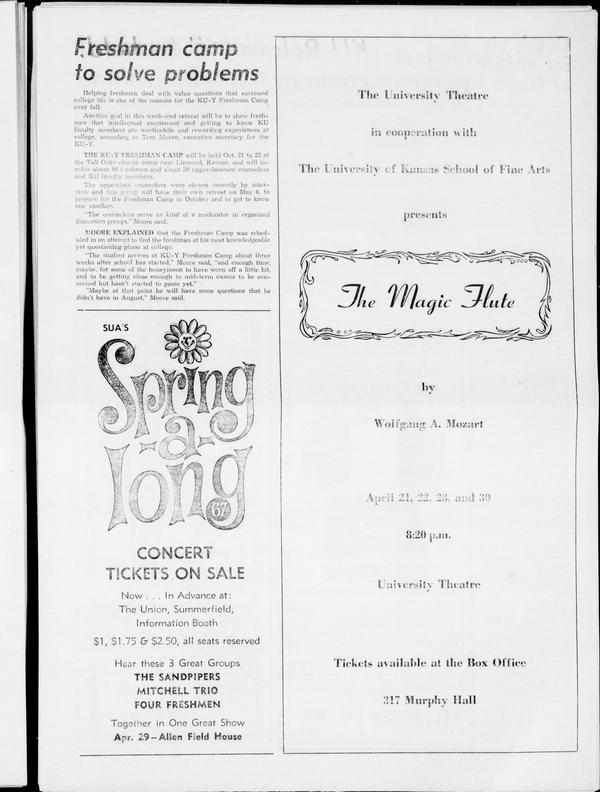 Freshman camp
to solve problems
Helping freshmen deal with value questions that surround
college life is one of the reasons for the KU-Y Freshman Camp
next fall.
Another goal in this week-end retreat will be to show fresh-
men that intellectual excitement and getting to know KU
faculty members are worthwhile and rewarding experiences at
college, according to Tom Moore, executive secretary for the
KU-Y.
THE KU-Y FRESHMAN CAMP will be held Oct. 21 to 22 at
the Tall Oaks church camp near Linwood, Kansas, and will in-
volve about 80 freshmen and about 20 upperclassmen counselors
and KU faculty members.
The upperclass counselors were chosen recently by inter-
view and this group will have their own retreat on May 6, to
prepare for the Freshman Camp in October and to get to know
one another.
"The counselors serve as kind of a moderator in organized
discussion groups," Moore said.
MOORE EXPLAINED that the Freshman Camp was sched-
uled in an attempt to find the freshman at his most knowledgeable
yet questioning phase at college.
"The student arrives at KU-Y Freshman Camp about three
weeks after school has started," Moore said, "and enough time,
maybe, for some of the honeymoon to have worn off a little bit,
and to be getting close enough to mid-term exams to be con-
cerned but hasn't started to panic yet."
"Maybe at that point he will have some questions that he
didn't have in August," Moore said.
SUA'S
Spring
-a-
long
67
CONCERT
TICKETS ON SALE
Now . . . In Advance at:
The Union, Summerfield,
Information Booth
$1, $1.75 & $2.50, all seats reserved
Hear these 3 Great Groups
THE SANDPIPERS
MITCHELL TRIO
FOUR FRESHMEN
Together in One Great Show
Apr. 29—Allen Field House
The University Theatre
in cooperation with
The University of Kansas School of Fine Arts
presents
The Magic Flute
by
Wolfgang A. Mozart
April 21, 22, 28, and 30
8:20 p.m.
University Theatre
Tickets available at the Box Office
317 Murphy Hall